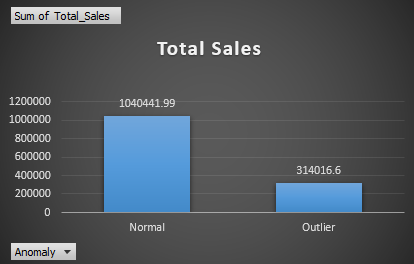 Sum of Total_Sales
Total Sales
1200000
1000000
800000
600000
400000
200000
0
1040441.99
314016.6
Normal
Outlier
Anomaly